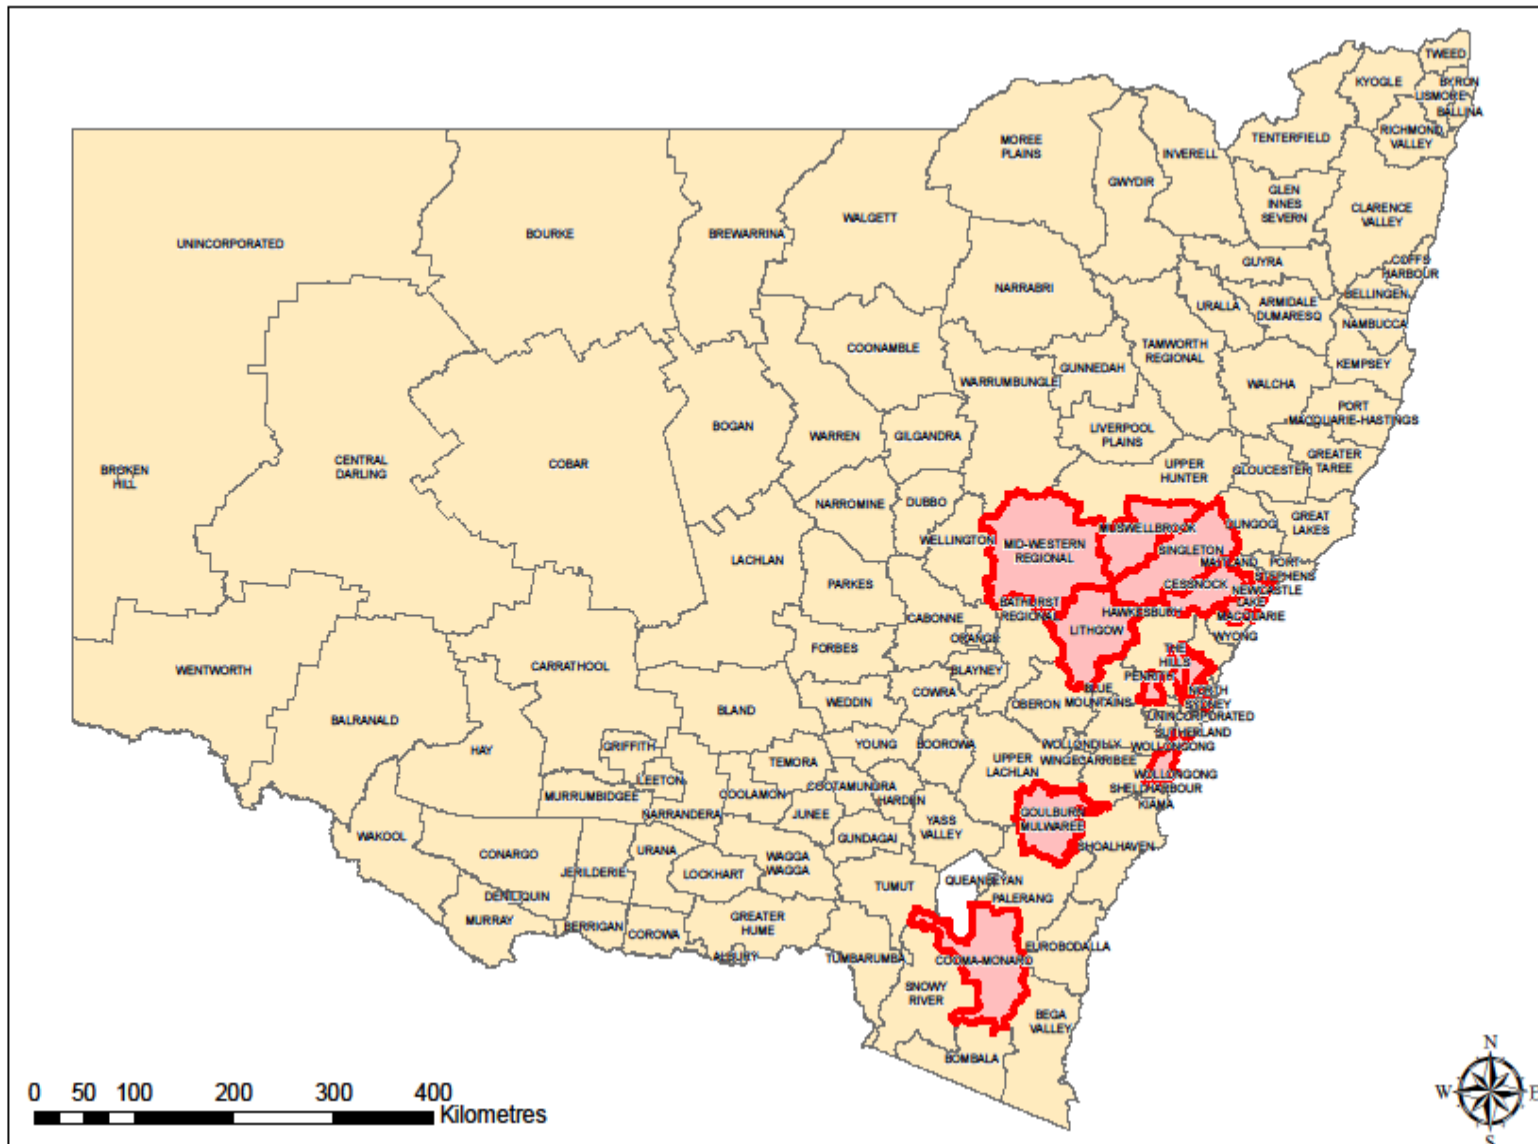 TWEED
KYOGLE
BYRON
LISMORE
BALLINA
RICHMOND
VALLEY
TENTERFIELD
MOREE
PLAINS
INVERELL
GWYDIR
GLEN
INNES
SEVERN
CLARENCE
VALLEY
WALGETT
BREWARRINA
BOURKE
UNINCORPORATED
COFFS
HARBOUR
GUYRA
BELLINGEN
NARRABRI
URALLA
ARMIDALE
DUMARESQ
NAMBUCCA
COONAMBLE
TAMWORTH
REGIONAL
GUNNEDAH
WARRUMBUNGLE
KEMPSEY
WALCHA
PORT
MACQUARIE-HASTINGS
BOGAN
WARREN
GILGANDRA
LIVERPOOL
PLAINS
GREATER
TAREE
CENTRAL
DARLING
COBAR
BROKEN
HILL
UPPER
HUNTER
GLOUCESTER
NARROMINE
DUBBO
GREAT
LAKES
DUNGOG
MUSWELLBROOK
WELLINGTON
MID-WESTERN
REGIONAL
SINGLETON
LACHLAN
MAITLAND
PORT
STEPHENS
PARKES
CESSNOCK
NEWCASTLE
BATHURST
REGIONAL
HAWKESBURY
LAKE
MACQUARIE
CABONNE
LITHGOW
ORANGE
WYONG
FORBES
THE
HILLS
BLAYNEY
PENRITH
WENTWORTH
CARRATHOOL
COWRA
BLUE
MOUNTAINS
NORTH
SYDNEY
WEDDIN
OBERON
BLAND
UNINCORPORATED
BALRANALD
SUTHERLAND
HAY
GRIFFITH
YOUNG
BOOROWA
WOLLONDILLY
WOLLONGONG
WINGECARRIBEE
UPPER
LACHLAN
TEMORA
LEETON
WOLLONGONG
COOTAMUNDRA
SHELLHARBOUR
MURRUMBIDGEE
COOLAMON
HARDEN
KIAMA
NARRANDERA
JUNEE
GOULBURN
MULWAREE
YASS
VALLEY
WAKOOL
GUNDAGAI
SHOALHAVEN
CONARGO
URANA
WAGGA
WAGGA
JERILDERIE
LOCKHART
TUMUT
QUEANBEYAN
DENILIQUIN
PALERANG
MURRAY
BERRIGAN
COROWA
GREATER
HUME
EUROBODALLA
ALBURY
TUMBARUMBA
COOMA-MONARO
SNOWY
RIVER
BEGA
VALLEY
BOMBALA
0 50 100 200 300 400
Kilometres
N
W E
S